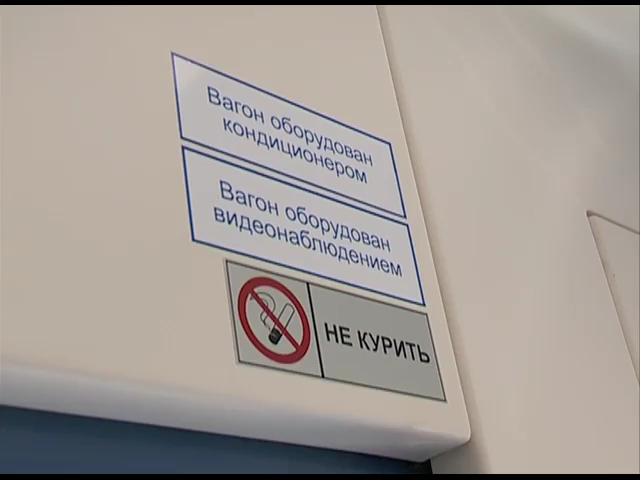 Вагон оборудован
кондиционером
Вагон оборудован
видеонаблюдением
НЕ КУРИТЬ